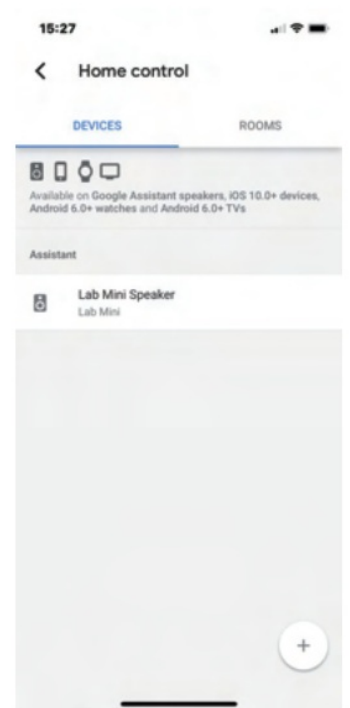 15:27
Home control
DEVICES
ROOMS
Available on Google Assistant speakers, iOS 10.0+ devices,
Android 6.0+ watches and Android 6.0+ TVs
Assistant
Lab Mini Speaker
Lab Mini
+